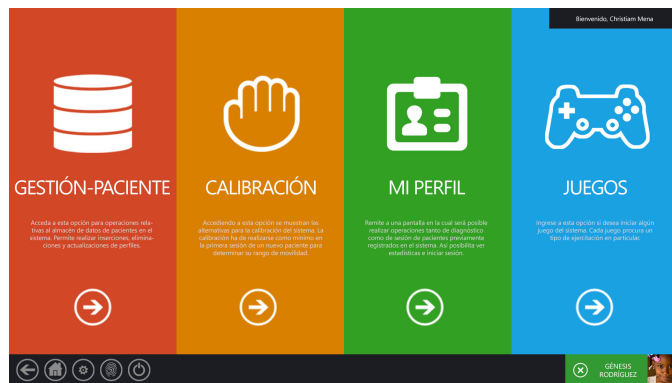 Bienvenido, Christiam Mena
GESTIÓN-PACIENTE
Acceda a esta opción para operaciones rela-
tivas al almacén de datos de pacientes en el
sistema. Permite realizar inserciones, elimina-
ciones y actualizaciones de perfiles.
CALIBRACIÓN
Accediendo a esta opción se muestran las
alternativas para la calibración del sistema. La
calibración ha de realizarse como mínimo en
la primera sesión de un nuevo paciente para
determinar su rango de movilidad.
MI PERFIL
Remite a una pantalla en la cual será posible
realizar operaciones tanto de diagnóstico
como de sesión de pacientes previamente
registrados en el sistema. Así posibilita ver
estadísticas e iniciar sesión.
JUEGOS
Ingrese a esta opción si desea iniciar algún
juego del sistema. Cada juego procura un
tipo de ejercitación en particular.
GÉNESIS
RODRÍGUEZ